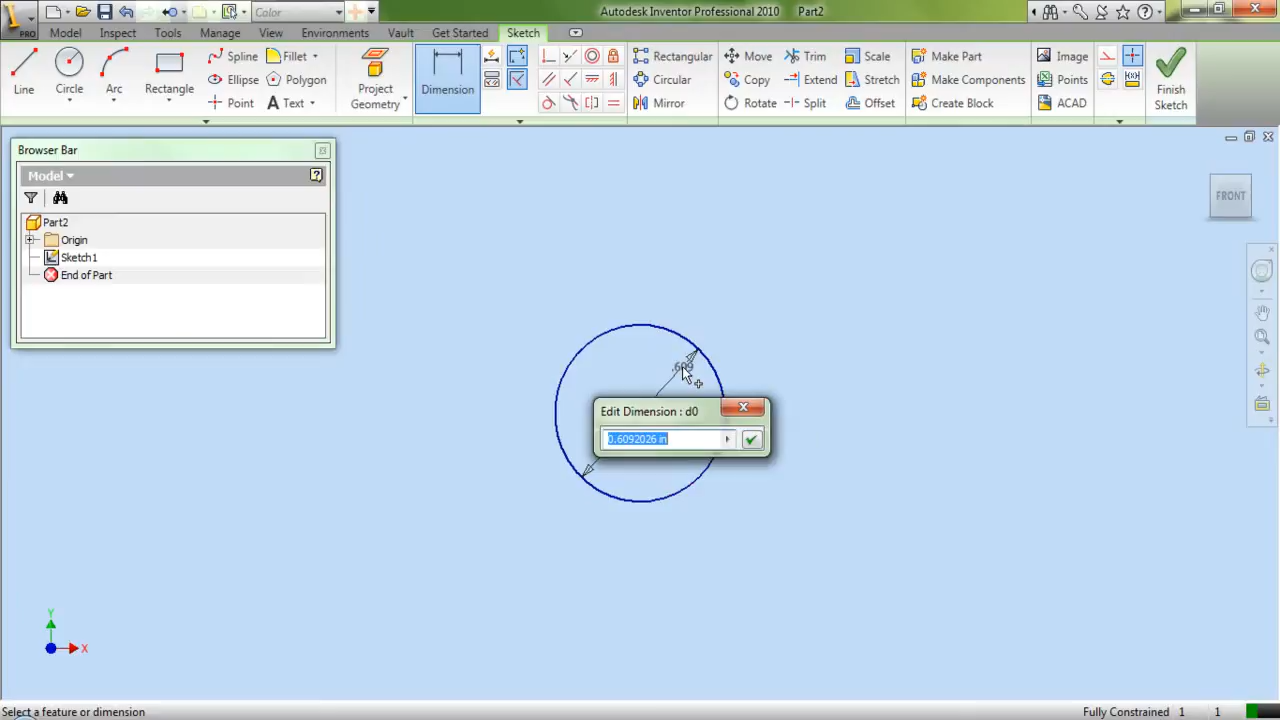 Color
Autodesk Inventor Professional 2010 Part2
PRO
Model Inspect Tools Manage View Environments Vault Get Started Sketch
Line
Circle
Arc
Rectangle
Spline Fillet
Ellipse Polygon
Point Text
Project
Geometry
Dimension
Rectangular
Circular
Mirror
Move Trim Scale
Copy Extend Stretch
Rotate Split Offset
Make Part
Make Components
Create Block
Image
Points
ACAD
Finish
Sketch
Browser Bar
Model
Part2
Origin
Sketch1
End of Part
FRONT
.609
Edit Dimension : d0
0.6092026 in
Y
X
Select a feature or dimension
Fully Constrained 1 1